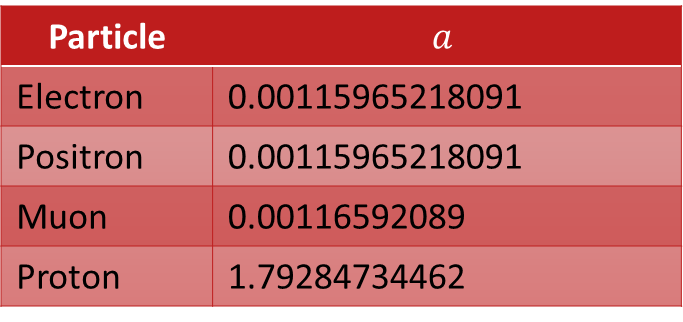 Particle a
Electron 0.00115965218091
Positron 0.00115965218091
Muon 0.00116592089
Proton 1.79284734462